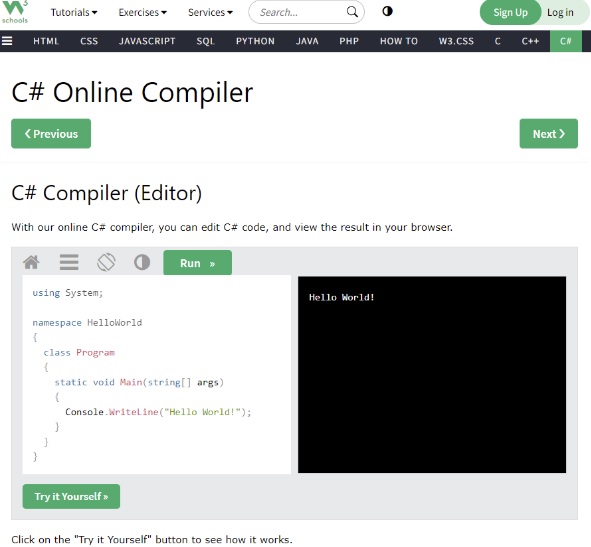 W3
schools
Tutorials Exercises Services Search... Sign Up Log in
HTML CSS JAVASCRIPT SQL PYTHON JAVA PHP HOW TO W3.CSS C C++ C#
C# Online Compiler
❮ Previous Next ❯
C# Compiler (Editor)
With our online C# compiler, you can edit C# code, and view the result in your browser.
Run »
using System;
namespace HelloWorld
{
class Program
{
static void Main(string[] args)
{
Console.WriteLine("Hello World!");
}
}
}
Hello World!
Try it Yourself »
Click on the "Try it Yourself" button to see how it works.